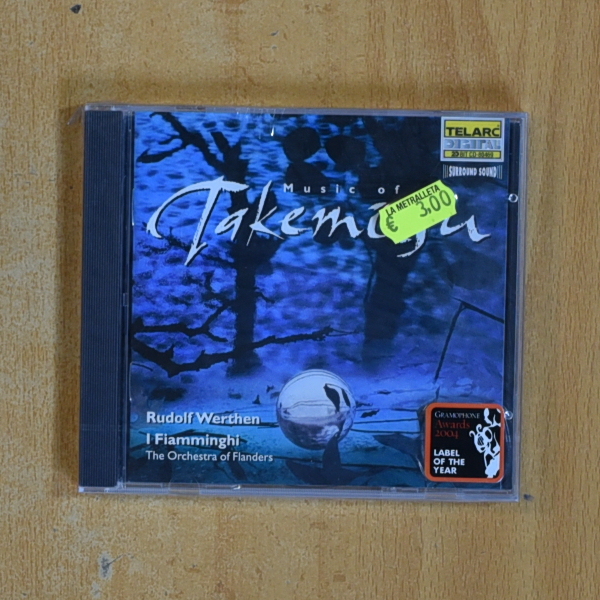 TELARC
DIGITAL
SURROUND SOUND
Music of
Takemitsu
LA METRALLETA
€ 3.00
Rudolf Werthen
I Fiamminghi
The Orchestra of Flanders
GRAMOPHONE
Awards
2004
LABEL
OF THE
YEAR